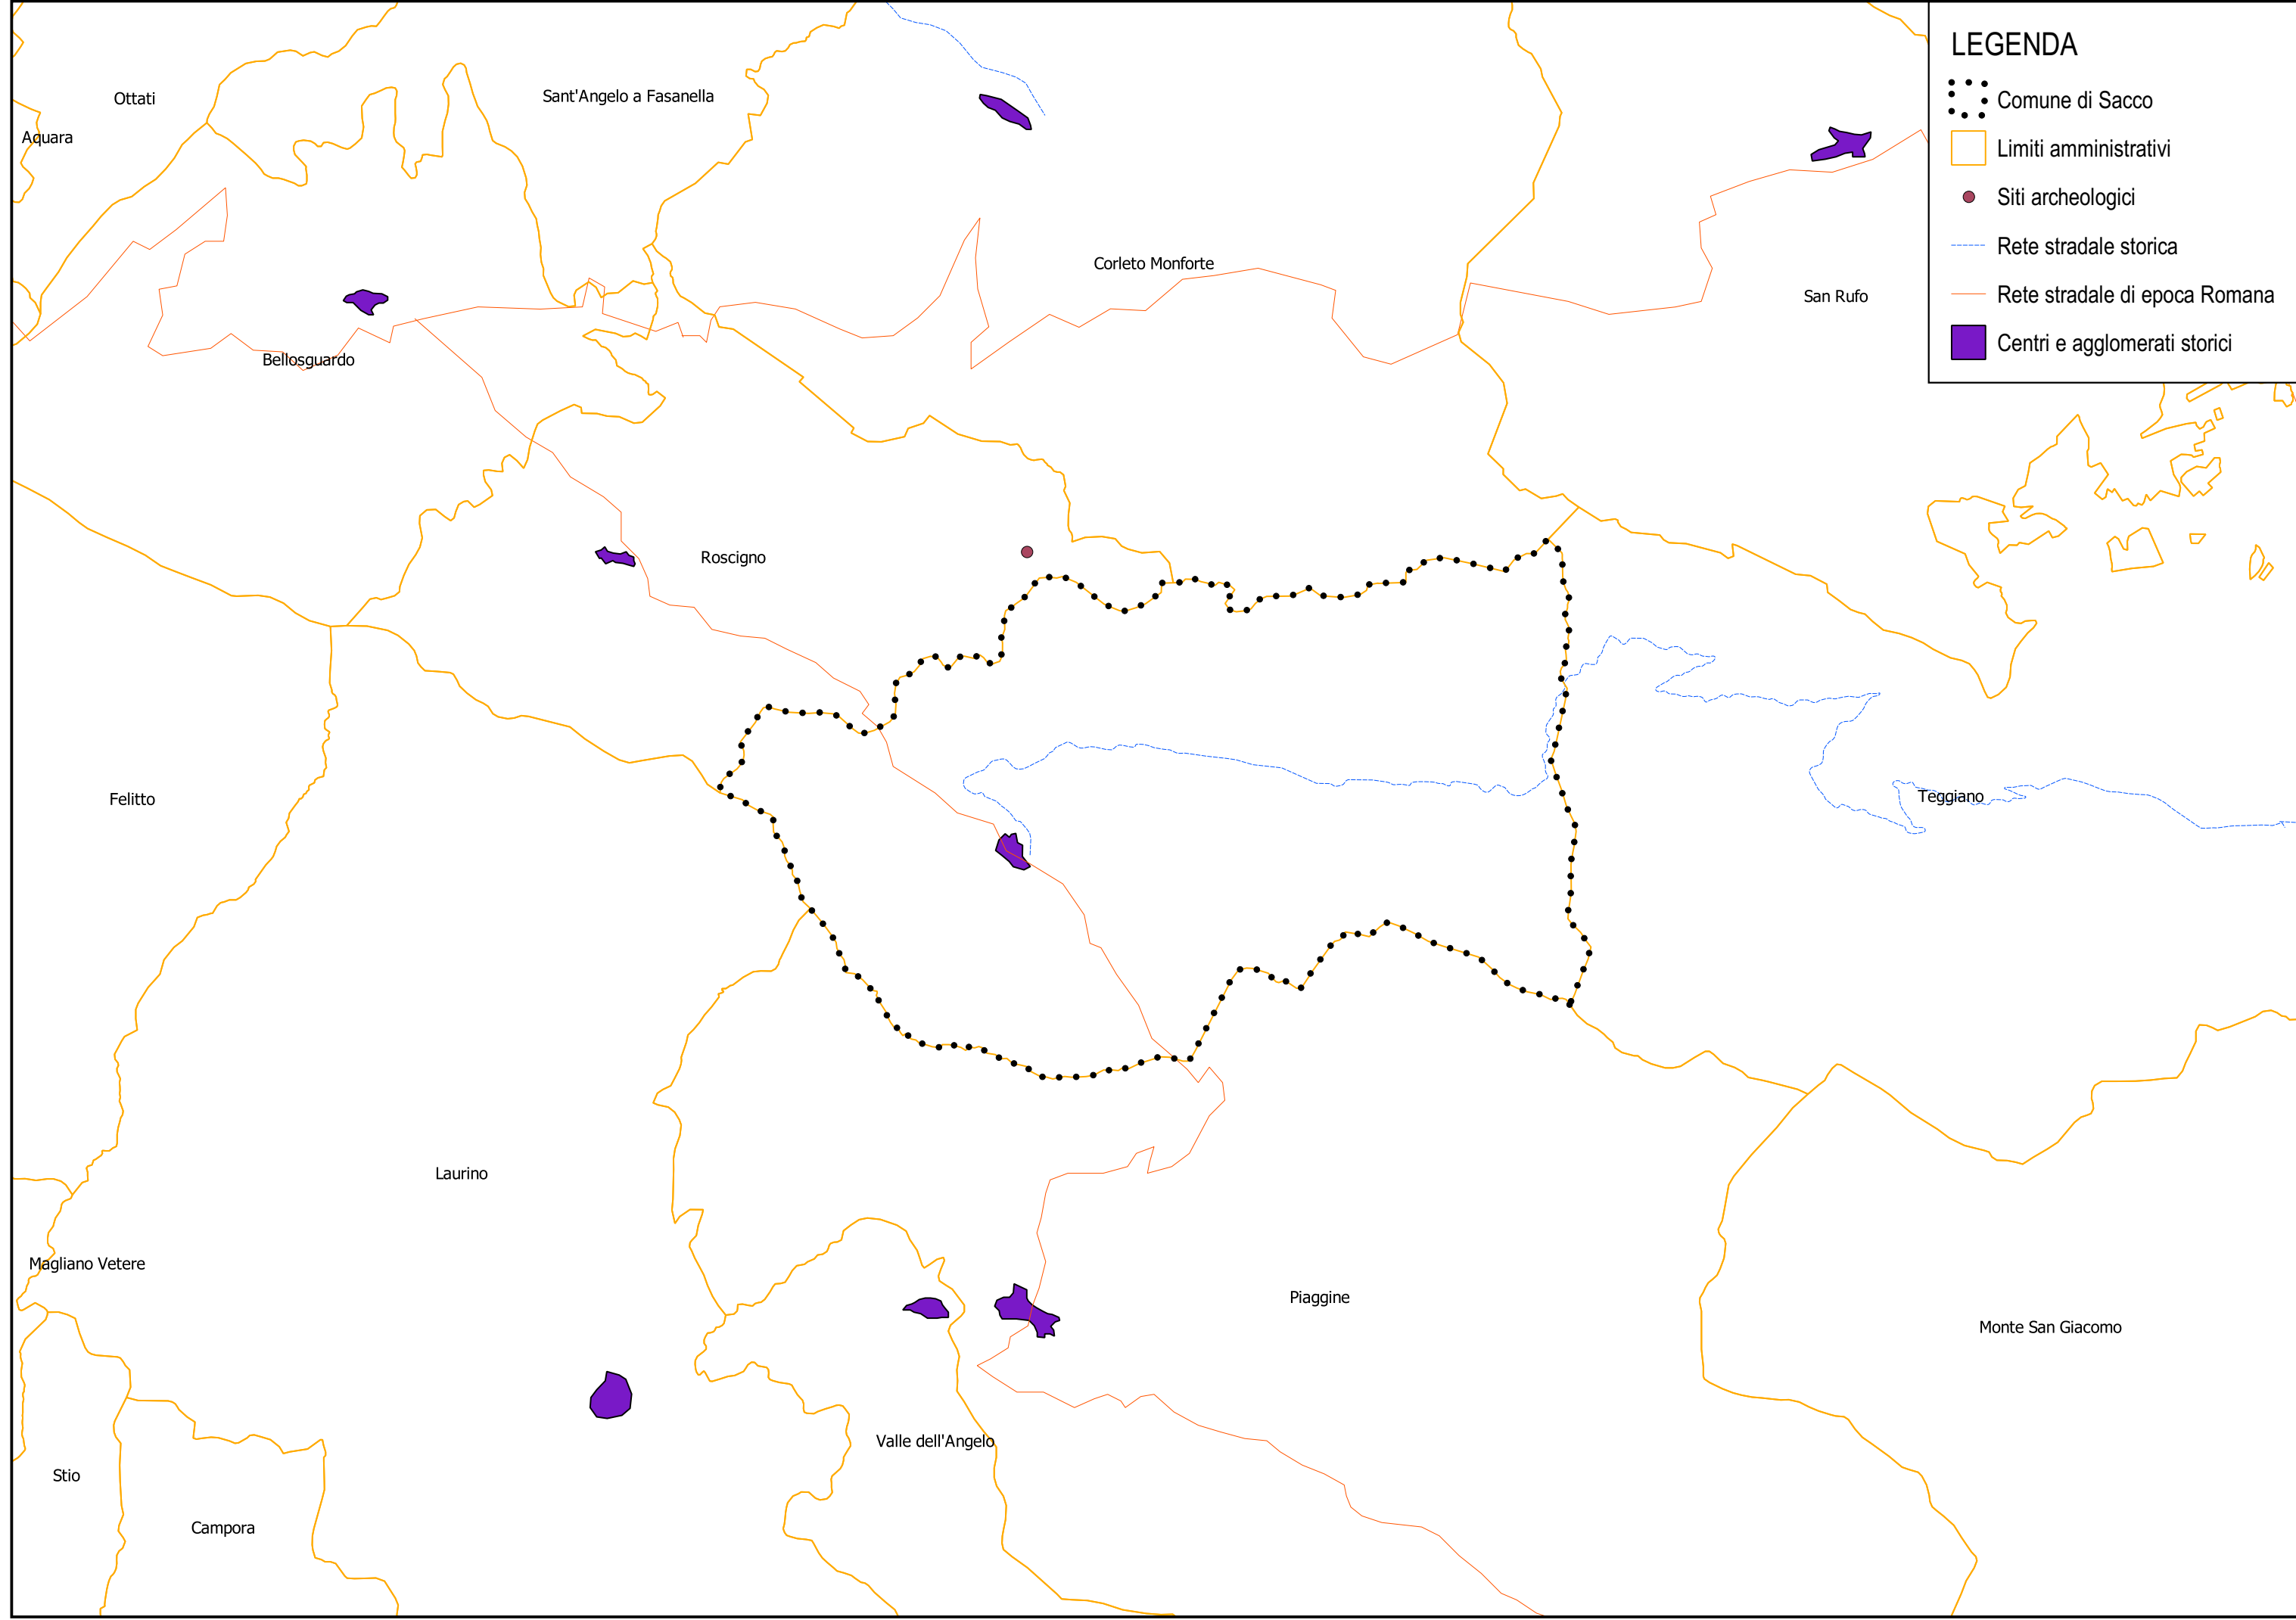 LEGENDA
Comune di Sacco
Limiti amministrativi
Siti archeologici
Rete stradale storica
Rete stradale di epoca Romana
Centri e agglomerati storici
Ottati
Sant'Angelo a Fasanella
Aquara
Corleto Monforte
San Rufo
Bellosguardo
Roscigno
Felitto
Teggiano
Laurino
Magliano Vetere
Piaggine
Monte San Giacomo
Valle dell'Angelo
Stio
Campora